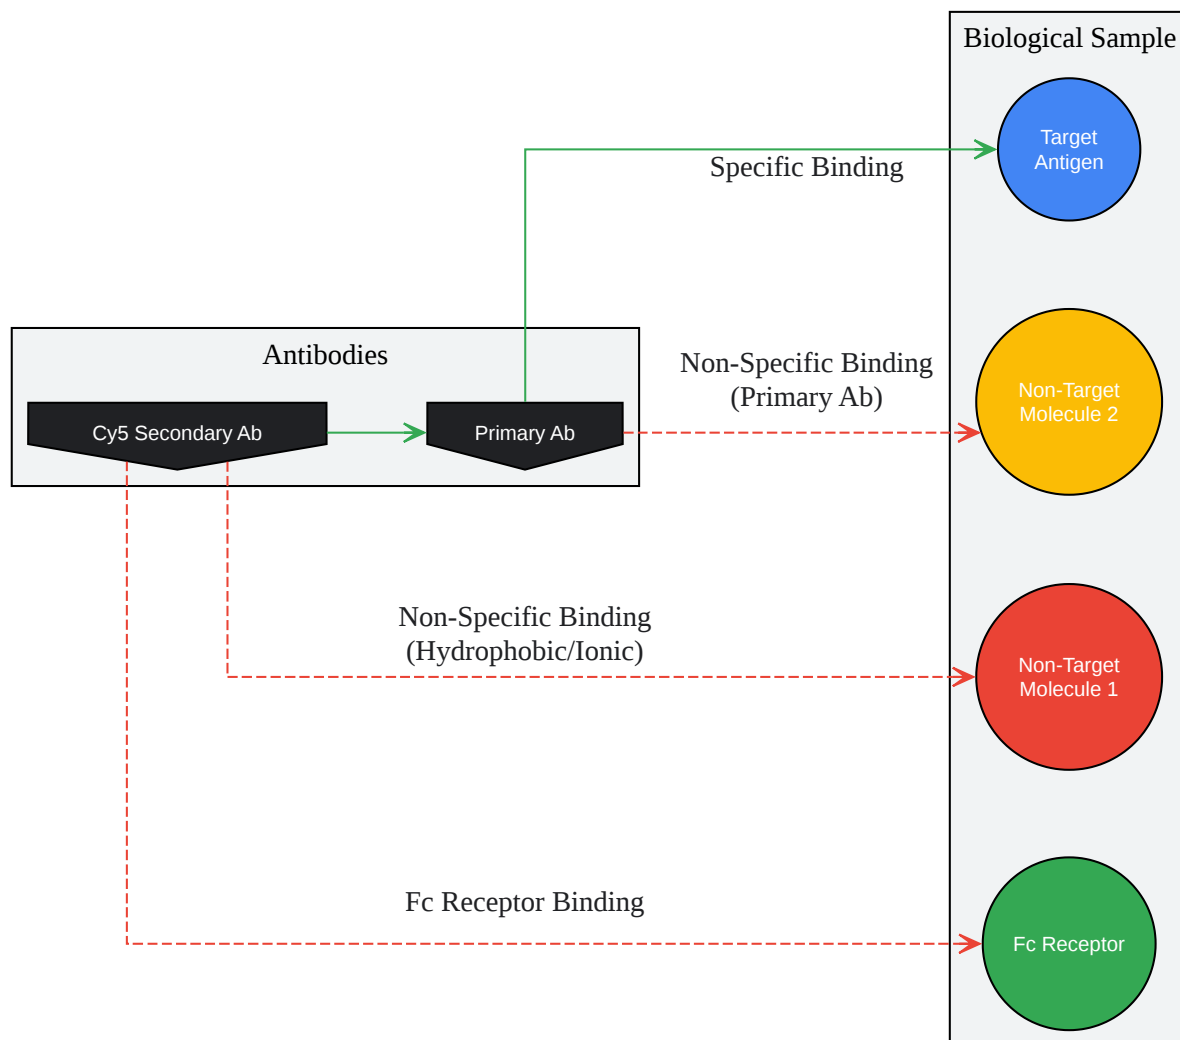 Biological Sample
Target
Antigen
Specific Binding
Antibodies
Non-Specific Binding
(Primary Ab)
Non-Target
Molecule 2
Cy5 Secondary Ab
Primary Ab
Non-Specific Binding
(Hydrophobic/Ionic)
Non-Target
Molecule 1
Fc Receptor Binding
Fc Receptor